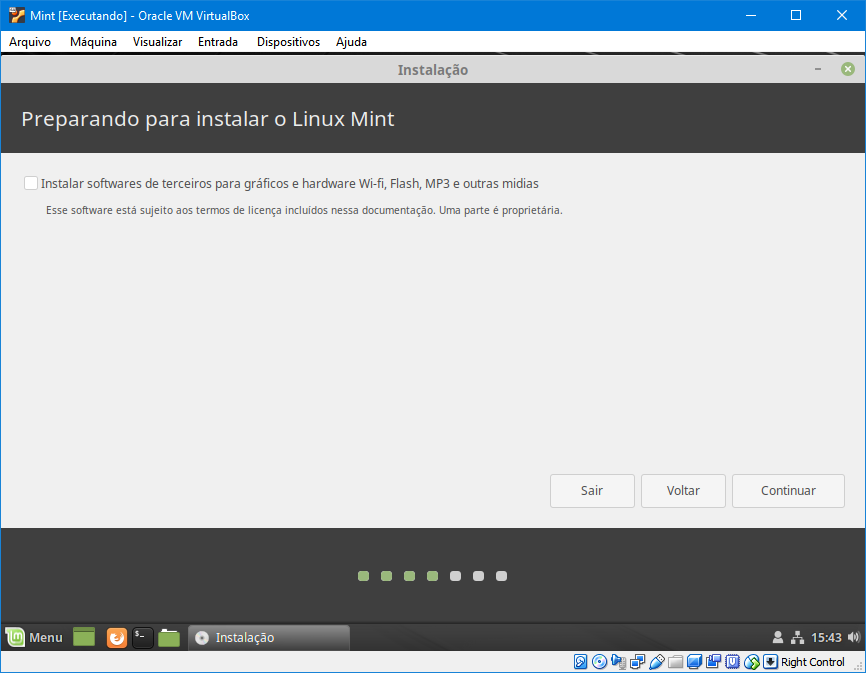 Mint [Executando] - Oracle VM VirtualBox
Arquivo Máquina Visualizar Entrada Dispositivos Ajuda
Instalação
Preparando para instalar o Linux Mint
Instalar softwares de terceiros para gráficos e hardware Wi-fi, Flash, MP3 e outras midias
Esse software está sujeito aos termos de licença incluídos nessa documentação. Uma parte é proprietária.
Sair Voltar Continuar
Menu Instalação 15:43
Right Control